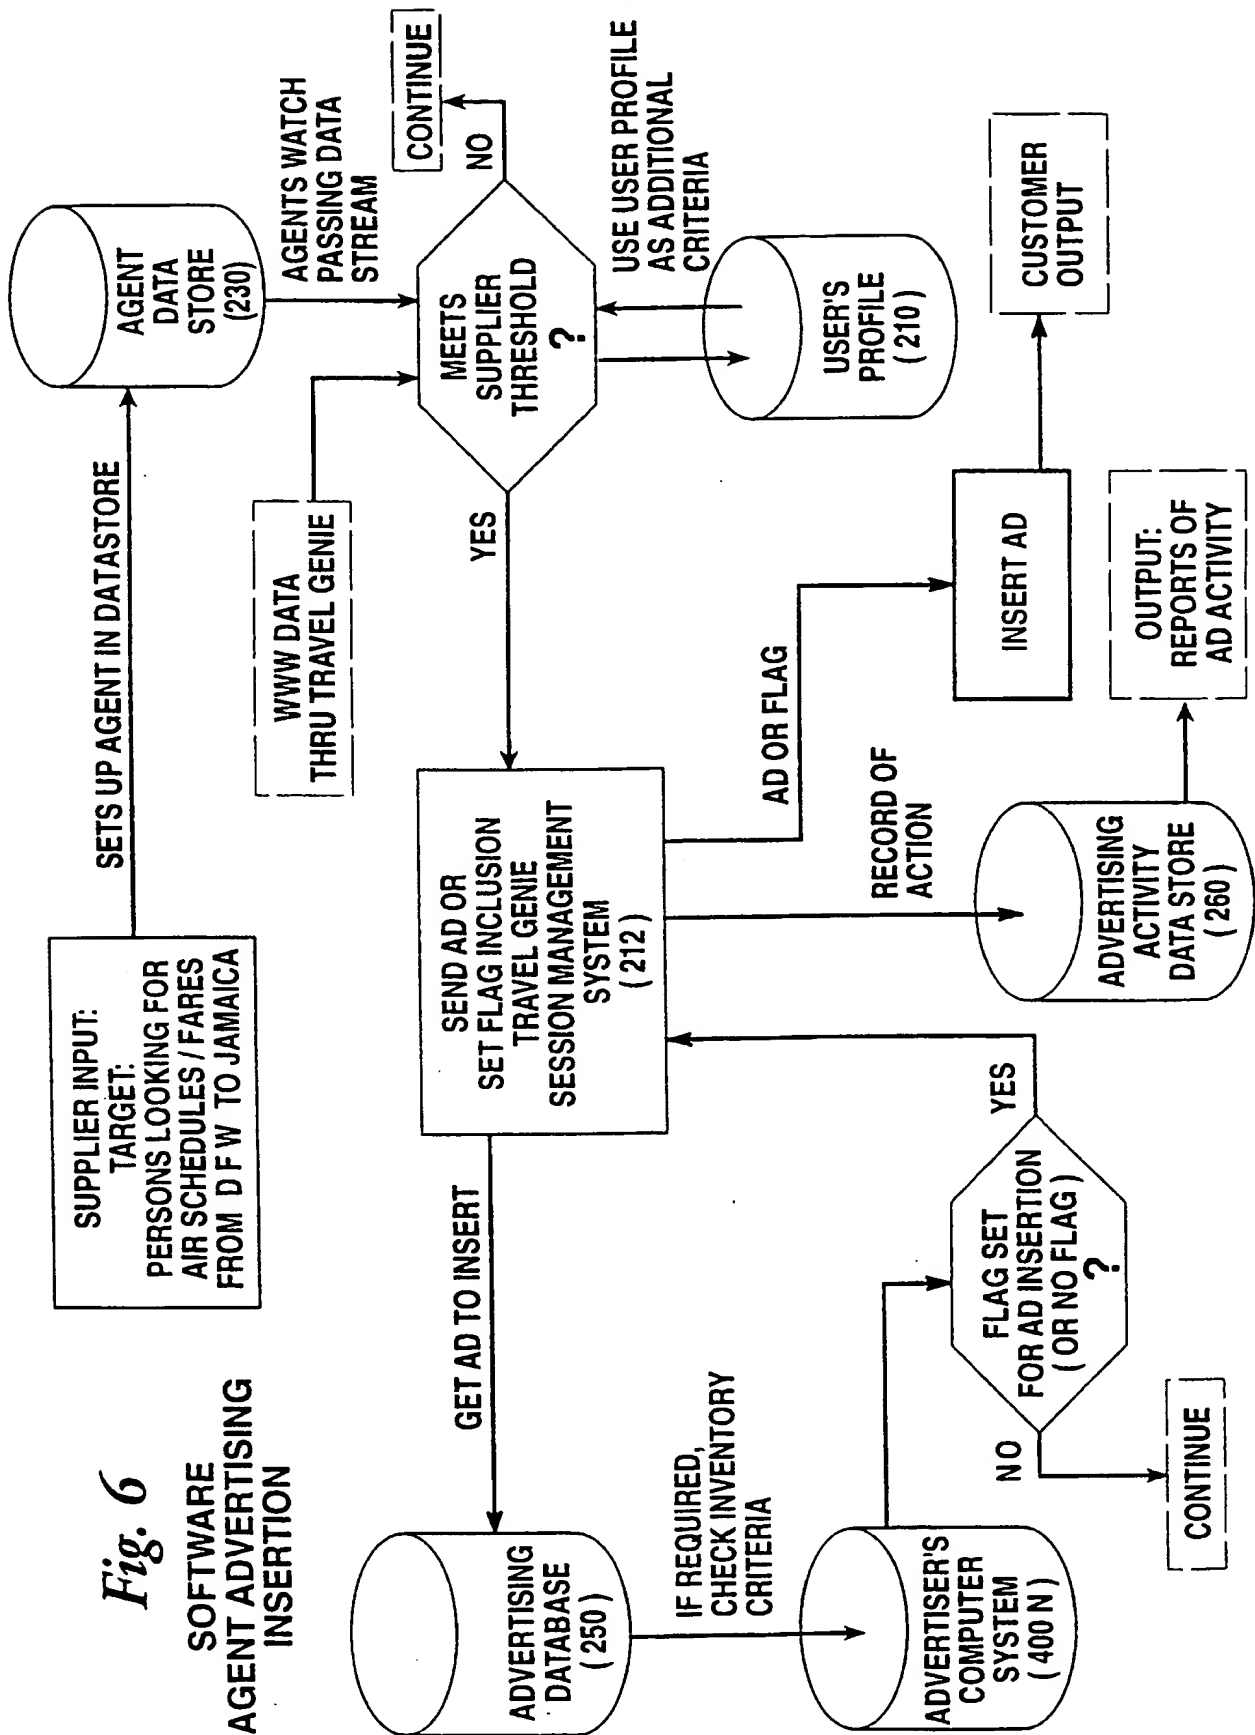 Fig. 6
SOFTWARE
AGENT ADVERTISING
INSERTION
SUPPLIER INPUT:
TARGET:
PERSONS LOOKING FOR
AIR SCHEDULES / FARES
FROM D F W TO JAMAICA
SETS UP AGENT IN DATASTORE
AGENT
DATA
STORE
(230)
WWW DATA
THRU TRAVEL GENIE
AGENTS WATCH
PASSING DATA
STREAM
CONTINUE
NO
MEETS
SUPPLIER
THRESHOLD
?
YES
USE USER PROFILE
AS ADDITIONAL
CRITERIA
USER'S
PROFILE
(210)
SEND AD OR
SET FLAG INCLUSION
TRAVEL GENIE
SESSION MANAGEMENT
SYSTEM
(212)
GET AD TO INSERT
ADVERTISING
DATABASE
(250)
IF REQUIRED,
CHECK INVENTORY
CRITERIA
ADVERTISER'S
COMPUTER
SYSTEM
(400 N)
FLAG SET
FOR AD INSERTION
(OR NO FLAG)
?
YES
NO
CONTINUE
AD OR FLAG
RECORD OF
ACTION
INSERT AD
CUSTOMER
OUTPUT
ADVERTISING
ACTIVITY
DATA STORE
(260)
OUTPUT:
REPORTS OF
AD ACTIVITY